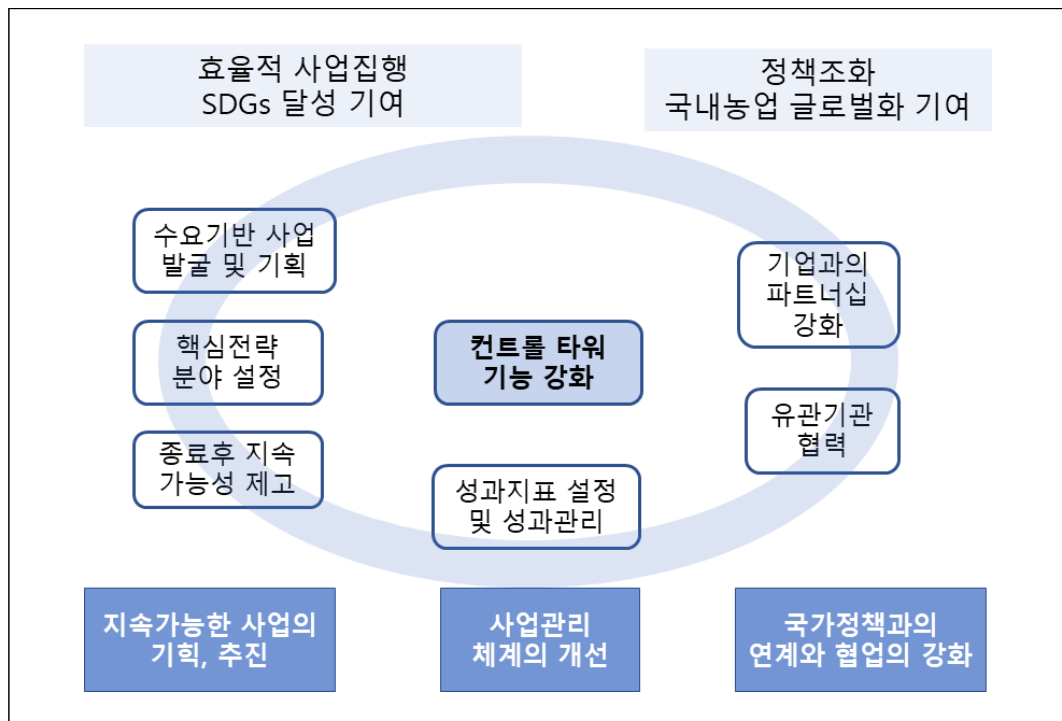 효율적 사업집행
SDGs 달성 기여
정책조화
국내농업 글로벌화 기여
수요기반 사업
발굴 및 기획
핵심전략
분야 설정
종료후 지속
가능성 제고
컨트롤 타워
기능 강화
성과지표 설정
및 성과관리
기업과의
파트너십
강화
유관기관
협력
지속가능한 사업의
기힉, 추진
사업관리
체계의 개선
국가정책과의
연계와 협업의 강화